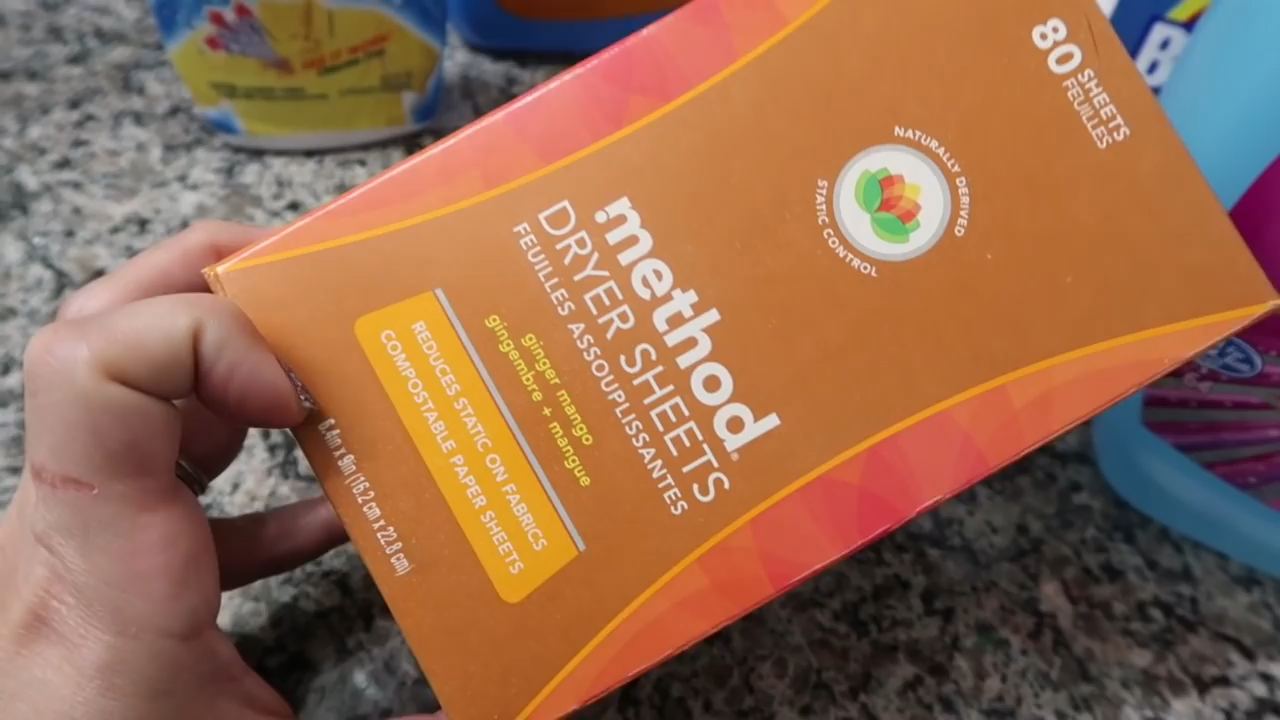 80
SHEETS
FEUILLES
NATURALLY DERIVED
STATIC CONTROL
method
DRYER SHEETS
FEUILLES ASSOUPLISSANTES
ginger mango
gingembre + mangue
REDUCES STATIC ON FABRICS
COMPOSTABLE PAPER SHEETS
6.4in x 9in (16.2 cm x 22.8 cm)
B